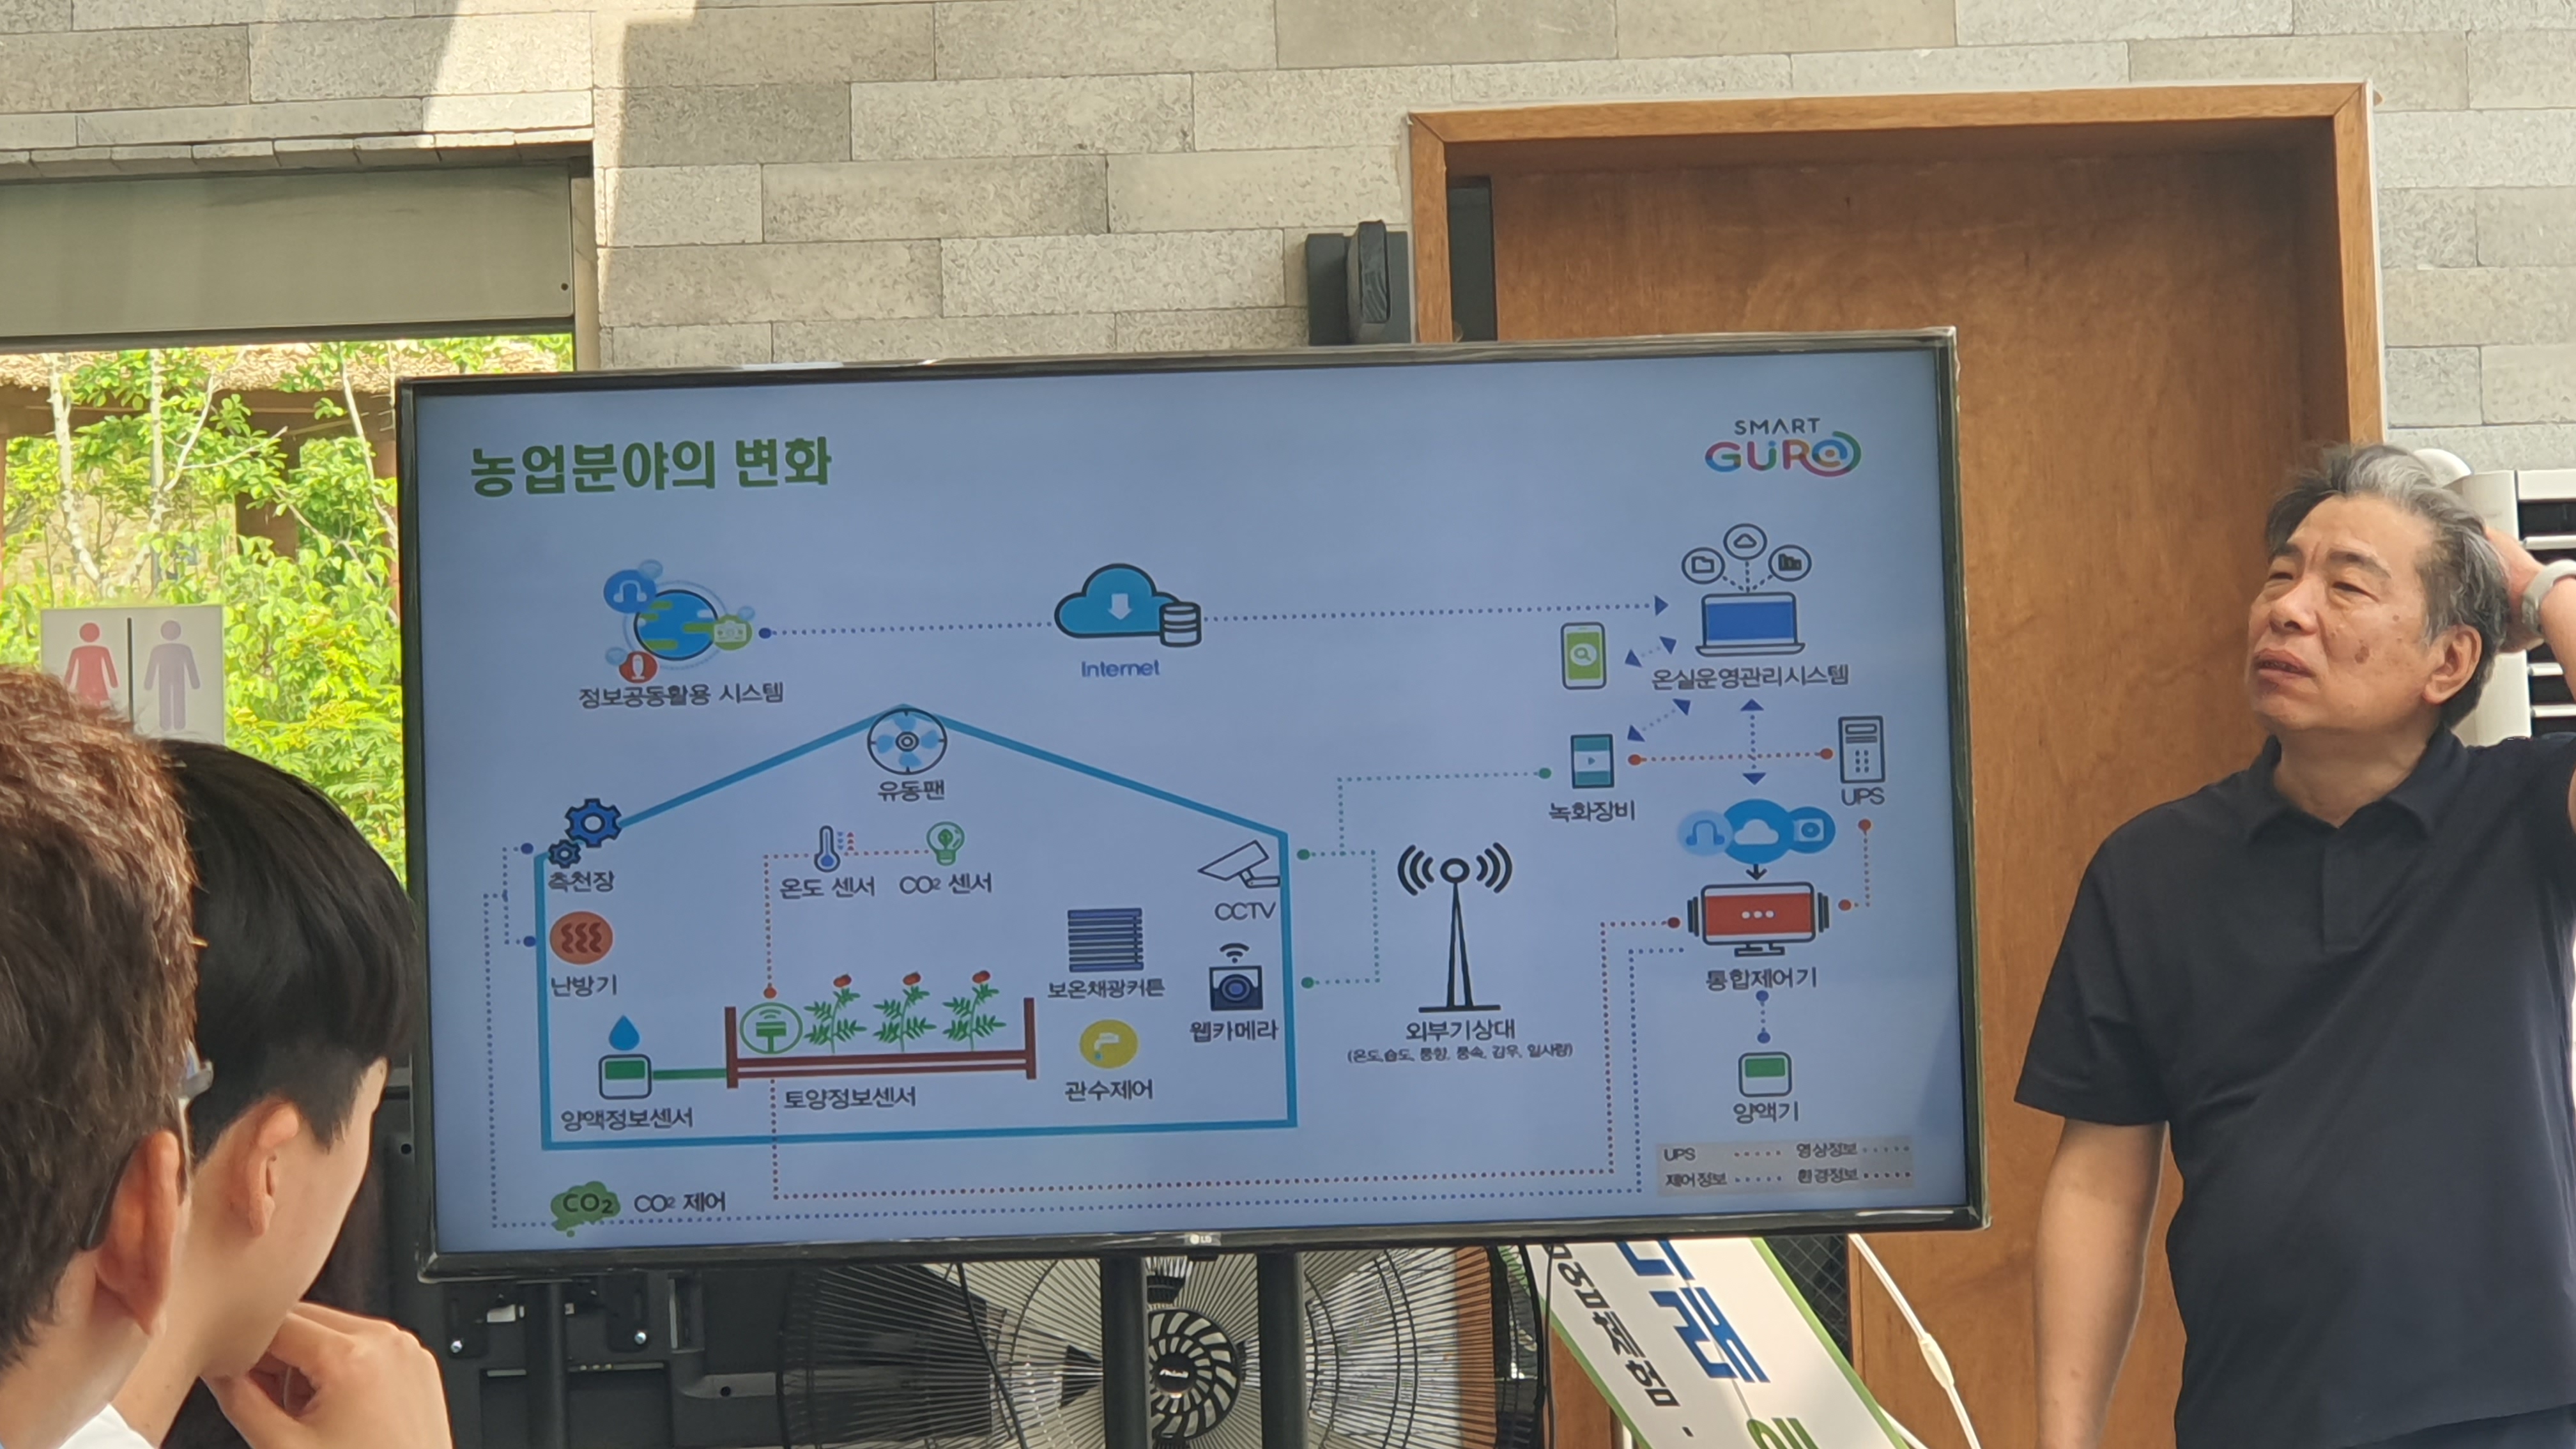 농업분야의 변화
SMART
GURO
정보공동활용 시스템
Internet
온실운영관리시스템
유동팬
녹화장비
UPS
측천장
온도 센서
CO2 센서
CCTV
난방기
보온채광커튼
웹카메라
외부기상대
(온도,습도, 풍향, 풍속, 감우, 일사량)
통합제어기
양액정보센서
토양정보센서
관수제어
양액기
UPS
영상정보
제어정보
환경정보
CO2
CO2 제어
LG